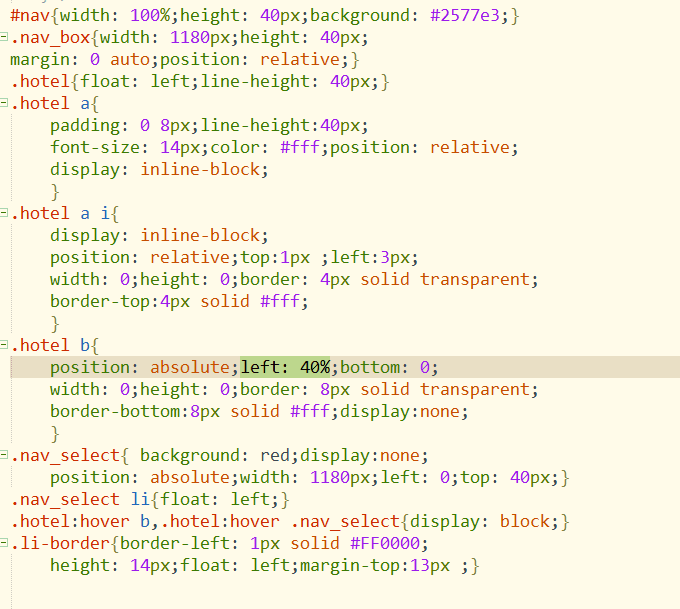 #nav{width: 100%;height: 40px;background: #2577e3;}
.nav_box{width: 1180px;height: 40px;
margin: 0 auto;position: relative;}
.hotel{float: left;line-height: 40px;}
.hotel a{
padding: 0 8px;line-height:40px;
font-size: 14px;color: #fff;position: relative;
display: inline-block;
}
.hotel a i{
display: inline-block;
position: relative;top:1px ;left:3px;
width: 0;height: 0;border: 4px solid transparent;
border-top:4px solid #fff;
}
.hotel b{
position: absolute;left: 40%;bottom: 0;
width: 0;height: 0;border: 8px solid transparent;
border-bottom:8px solid #fff;display:none;
}
.nav_select{ background: red;display:none;
position: absolute;width: 1180px;left: 0;top: 40px;}
.nav_select li{float: left;}
.hotel:hover b,.hotel:hover .nav_select{display: block;}
.li-border{border-left: 1px solid #FF0000;
height: 14px;float: left;margin-top:13px ;}